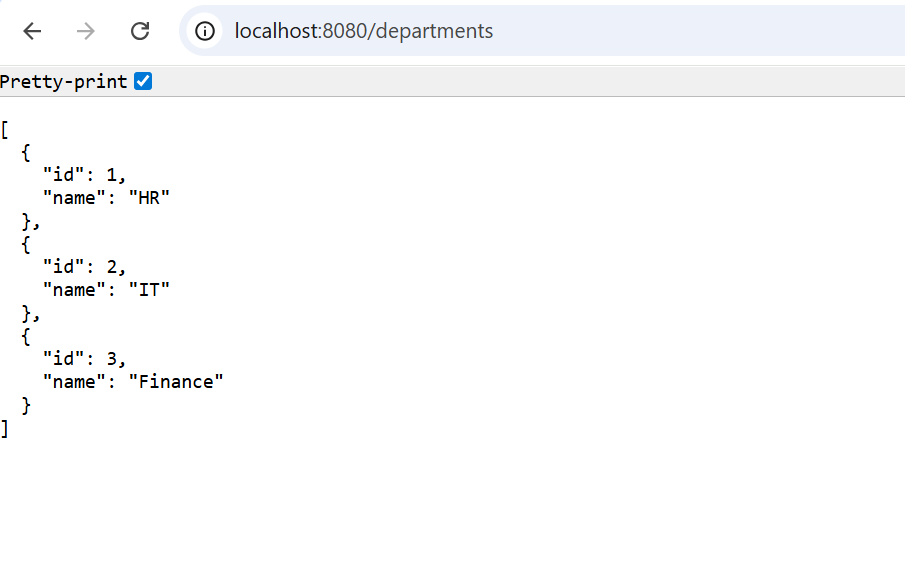 localhost:8080/departments
Pretty-print
[
  {
    "id": 1,
    "name": "HR"
  },
  {
    "id": 2,
    "name": "IT"
  },
  {
    "id": 3,
    "name": "Finance"
  }
]